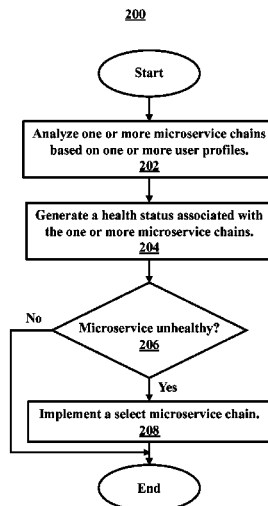 200
Start
Analyze one or more microservice chains
based on one or more user profiles.
202
Generate a health status associated with
the one or more microservice chains.
204
No
Microservice unhealthy?
206
Yes
Implement a select microservice chain.
208
End